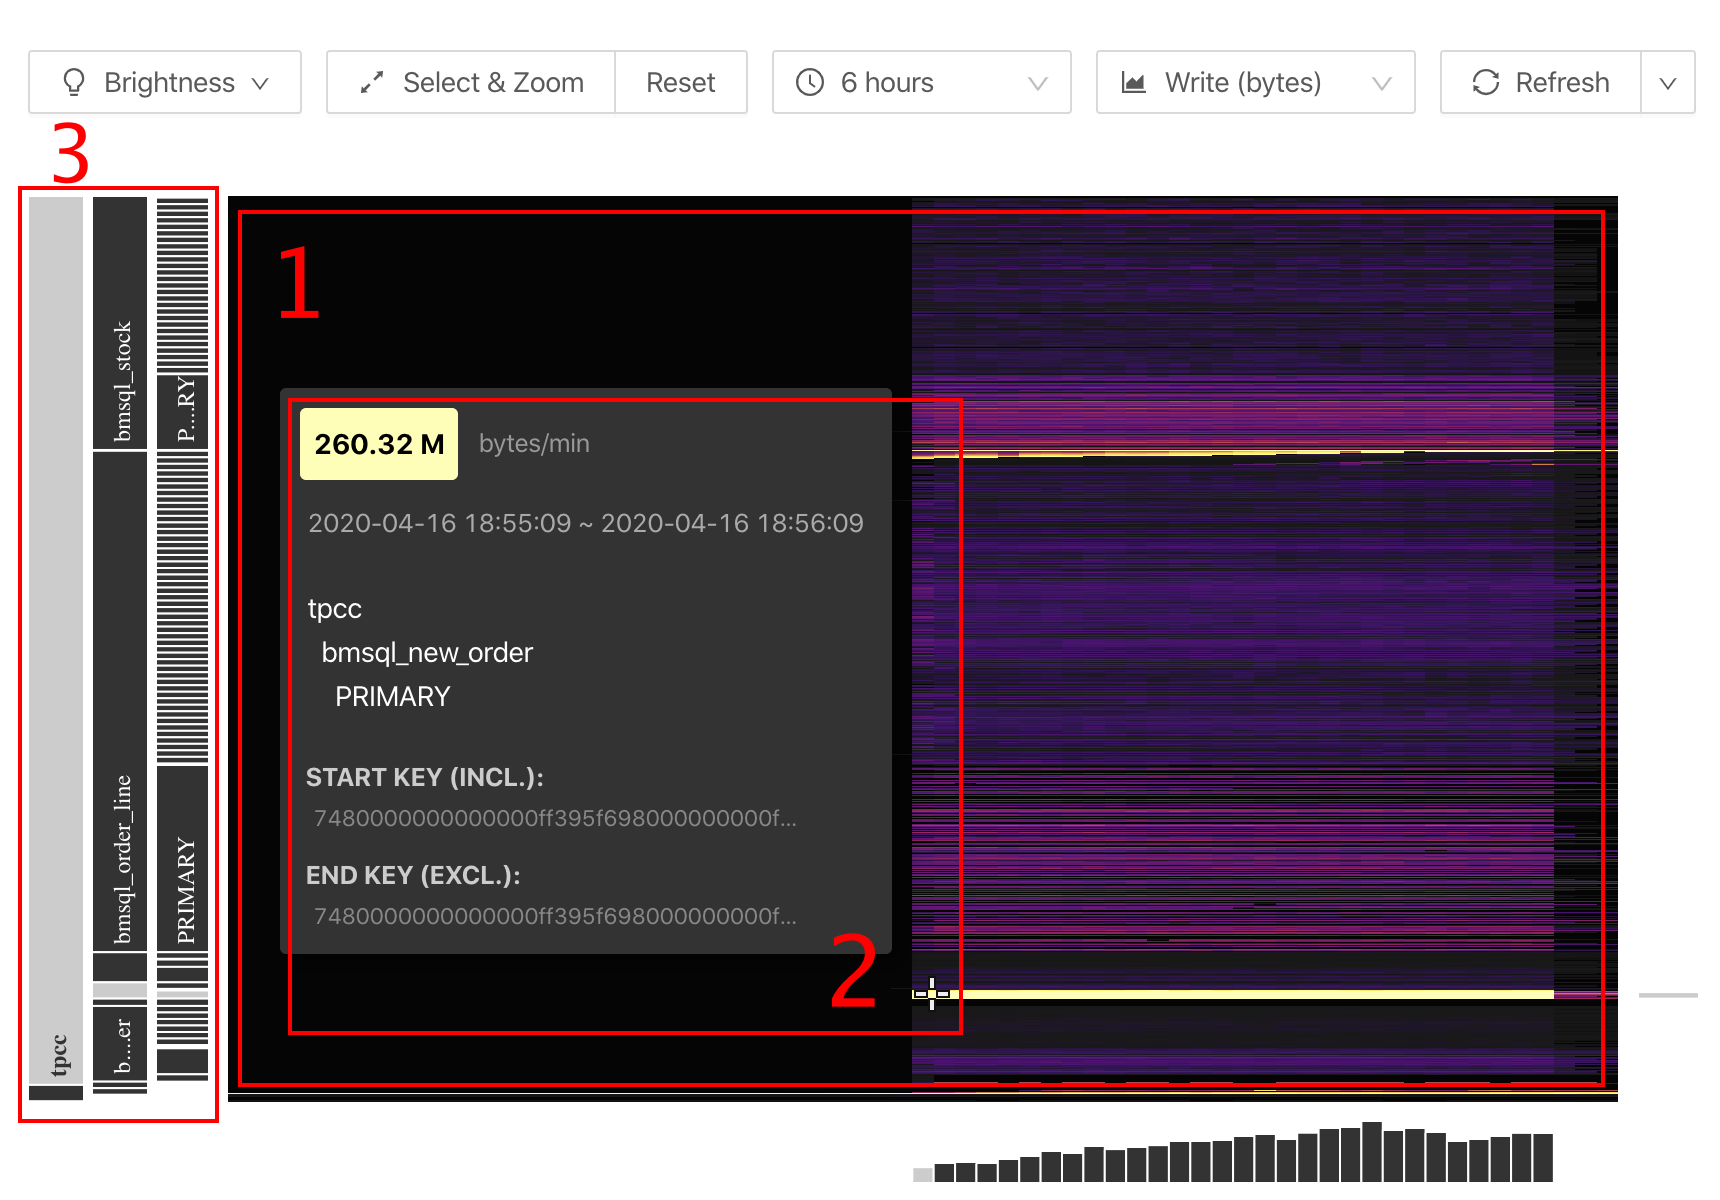 Brightness
Select & Zoom
Reset
6 hours
Write (bytes)
Refresh
3
1
260.32 M bytes/min
2020-04-16 18:55:09 ~ 2020-04-16 18:56:09
tpcc
bmsql_new_order
PRIMARY
START KEY (INCL.):
7480000000000000ff395f698000000000f...
END KEY (EXCL.):
7480000000000000ff395f698000000000f...
2
tpcc
bmsql_stock
bmsql_order_line
b....er
P....RY
PRIMARY